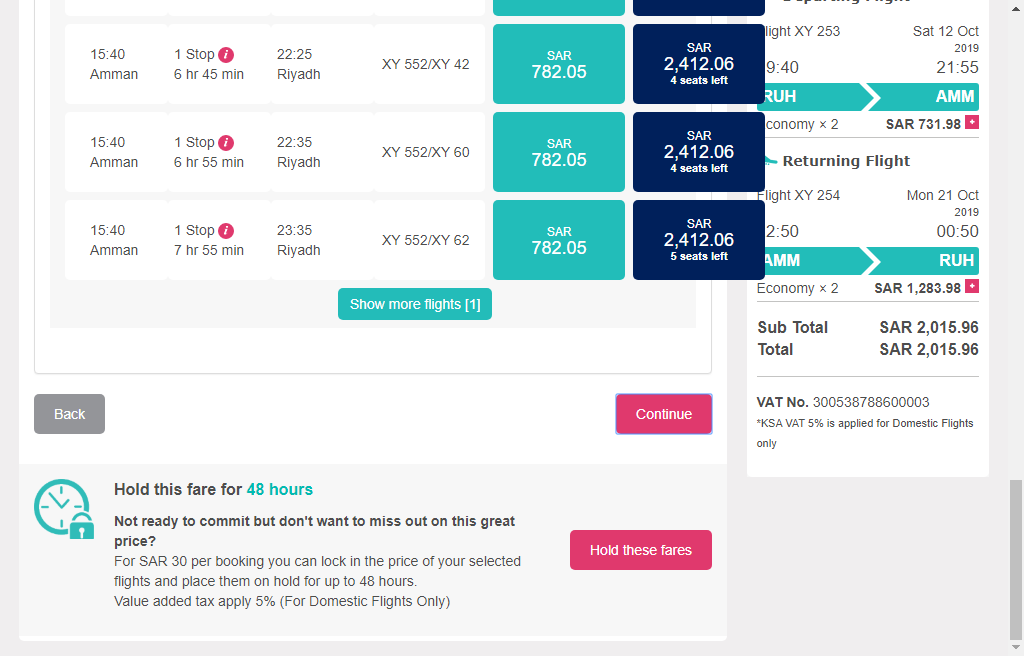 15:40
Amman
1 Stop
6 hr 45 min
22:25
Riyadh
XY 552/XY 42
SAR
782.05
SAR
2,412.06
4 seats left
15:40
Amman
1 Stop
6 hr 55 min
22:35
Riyadh
XY 552/XY 60
SAR
782.05
SAR
2,412.06
4 seats left
15:40
Amman
1 Stop
7 hr 55 min
23:35
Riyadh
XY 552/XY 62
SAR
782.05
SAR
2,412.06
5 seats left
Show more flights [1]
Back
Continue
Hold this fare for 48 hours
Not ready to commit but don't want to miss out on this great
price?
For SAR 30 per booking you can lock in the price of your selected
flights and place them on hold for up to 48 hours.
Value added tax apply 5% (For Domestic Flights Only)
Hold these fares
light XY 253
Sat 12 Oct
2019
9:40
21:55
RUH
AMM
conomy × 2
SAR 731.98
Returning Flight
Flight XY 254
Mon 21 Oct
2019
2:50
00:50
AMM
RUH
Economy × 2
SAR 1,283.98
Sub Total SAR 2,015.96
Total SAR 2,015.96
VAT No. 300538788600003
*KSA VAT 5% is applied for Domestic Flights
only